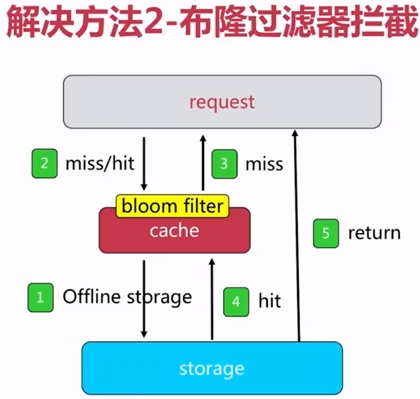 解决方法2-布隆过滤器拦截
request
2 miss/hit
3 miss
bloom filter
cache
5 return
1 Offline storage
4 hit
storage